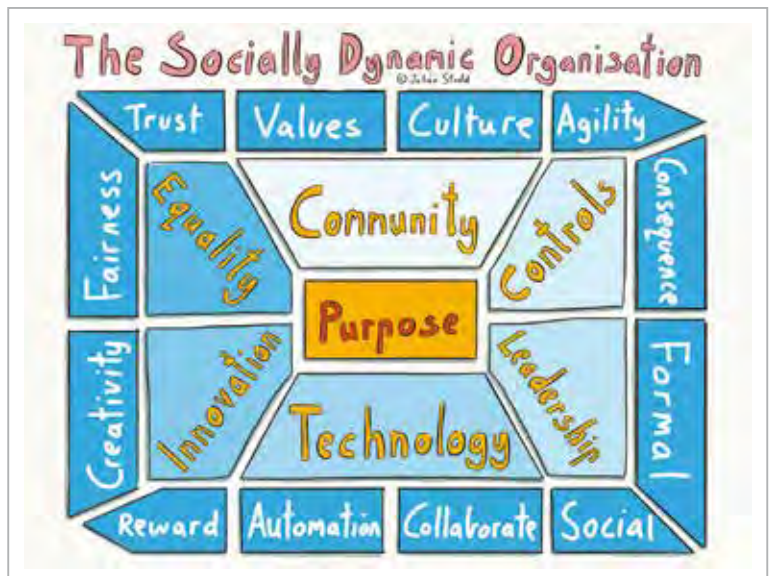 The Socially Dynamic Organisation
©Julian Stodd
Trust Values Culture Agility
Fairness
Equality
Community
Controls
Consequence
Purpose
Creativity
Innovation
Technology
Leadership
Formal
Reward Automation Collaborate Social